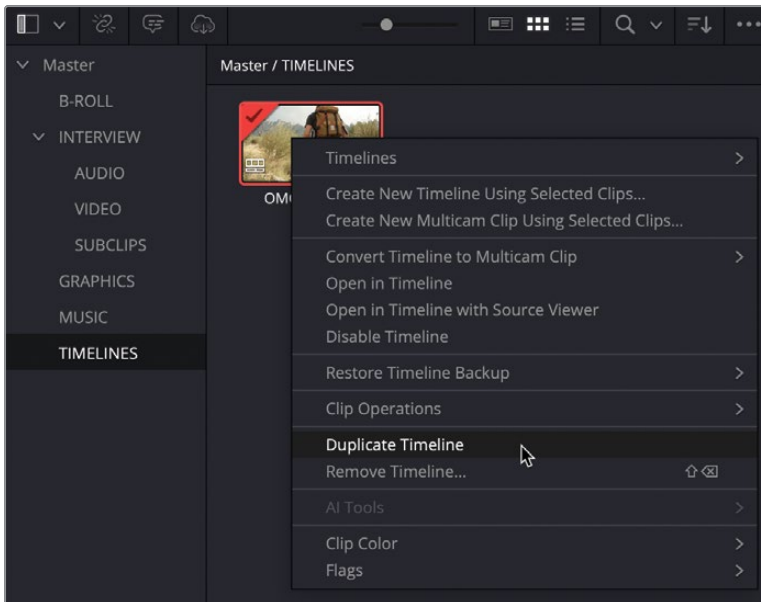 Master
Master / TIMELINES
B-ROLL
INTERVIEW
AUDIO
VIDEO
SUBCLIPS
GRAPHICS
MUSIC
TIMELINES
Timelines
Create New Timeline Using Selected Clips...
Create New Multicam Clip Using Selected Clips...
Convert Timeline to Multicam Clip
Open in Timeline
Open in Timeline with Source Viewer
Disable Timeline
Restore Timeline Backup
Clip Operations
Duplicate Timeline
Remove Timeline...
AI Tools
Clip Color
Flags